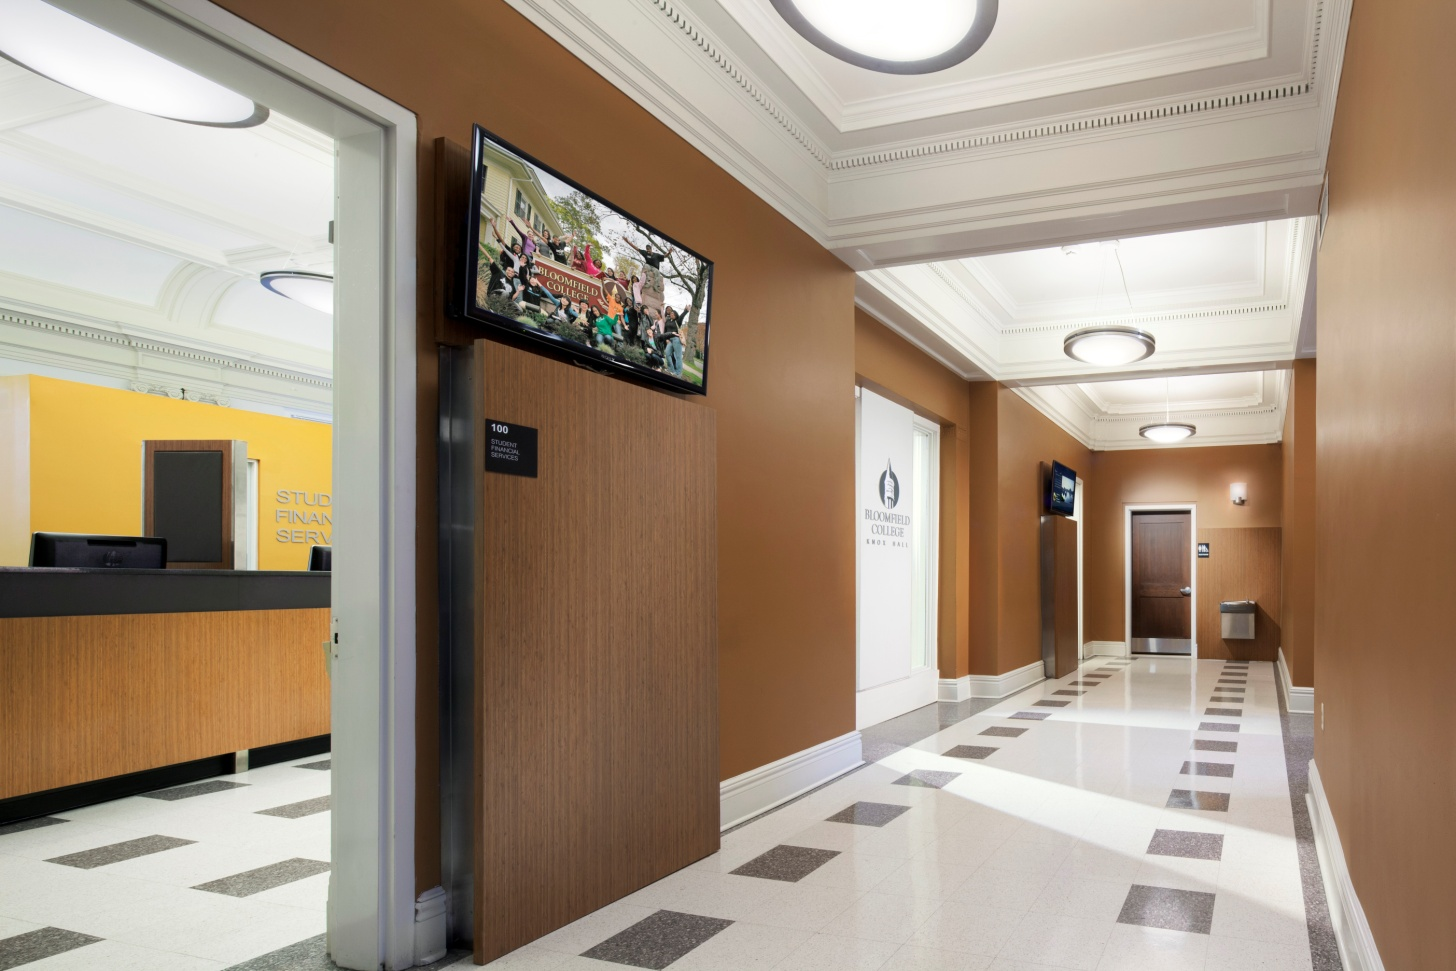 BLOOMFIELD
COLLEGE
100
STUDENT
FINANCIAL
SERVICES
STUD
FINAN
SERV
BLOOMFIELD
COLLEGE
KNOX HALL